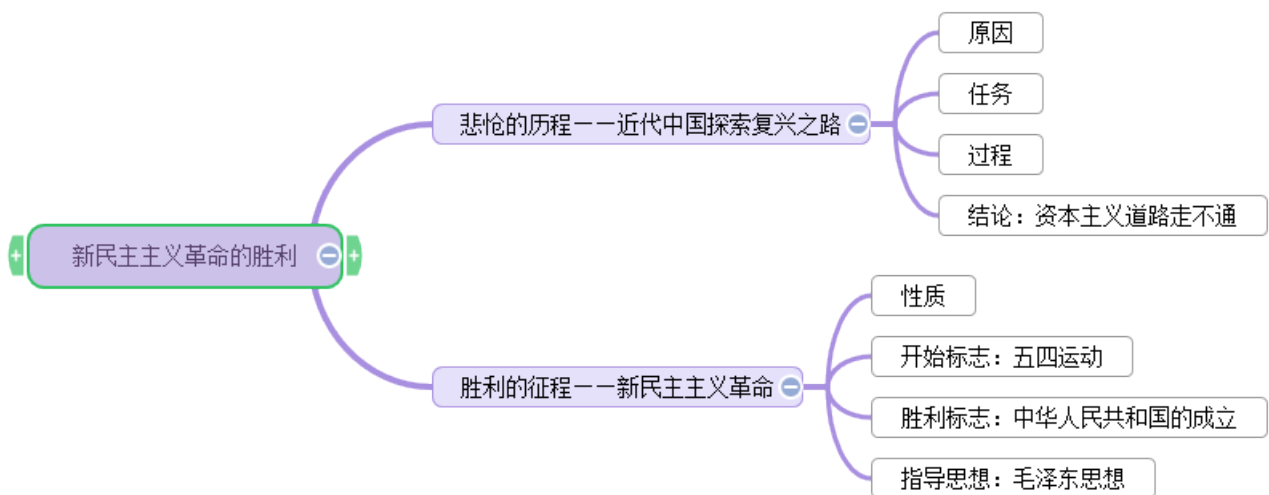 新民主主义革命的胜利
悲怆的历程一一近代中国探索复兴之路
原因
任务
过程
结论：资本主义道路走不通
胜利的征程一一新民主主义革命
性质
开始标志：五四运动
胜利标志：中华人民共和国的成立
指导思想：毛泽东思想